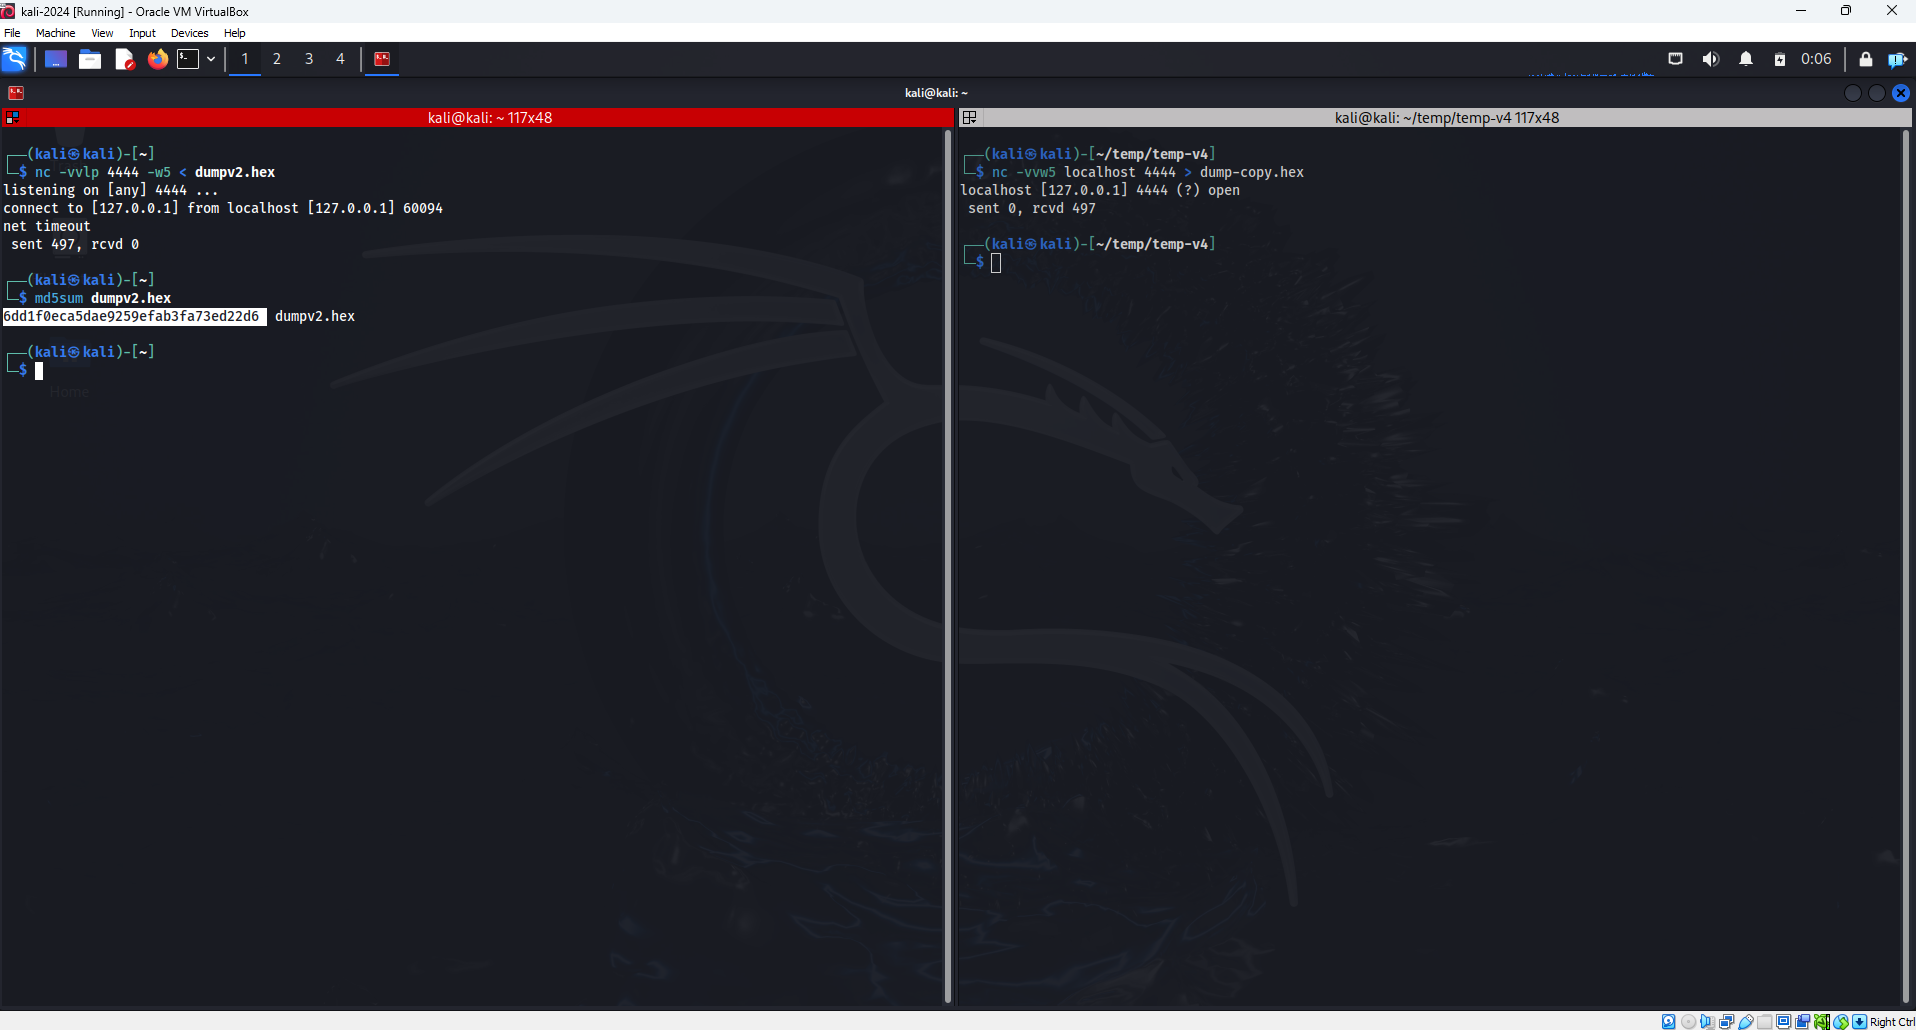 kali-2024 [Running] - Oracle VM VirtualBox
File Machine View Input Devices Help
1 2 3 4 0:06
kali@kali: ~
kali@kali: ~ 117x48
┌──(kali㉿kali)-[~]
└─$ nc -vvlp 4444 -w5 < dumpv2.hex
listening on [any] 4444 ...
connect to [127.0.0.1] from localhost [127.0.0.1] 60094
net timeout
 sent 497, rcvd 0
┌──(kali㉿kali)-[~]
└─$ md5sum dumpv2.hex
6dd1f0eca5dae9259efab3fa73ed22d6  dumpv2.hex
┌──(kali㉿kali)-[~]
└─$
Home
kali@kali: ~/temp/temp-v4 117x48
┌──(kali㉿kali)-[~/temp/temp-v4]
└─$ nc -vvw5 localhost 4444 > dump-copy.hex
localhost [127.0.0.1] 4444 (?) open
 sent 0, rcvd 497
┌──(kali㉿kali)-[~/temp/temp-v4]
└─$
Right Ctrl